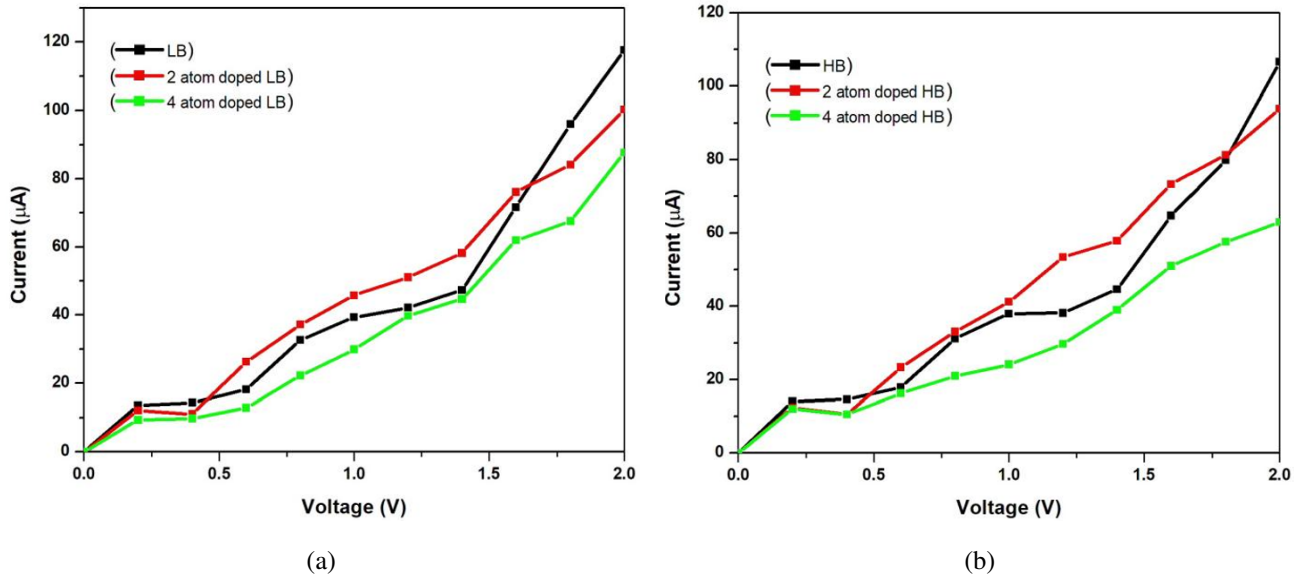 120
100
80
60
40
20
0
Current (µA)
(LB)
(2 atom doped LB)
(4 atom doped LB)
0.0
0.5
1.0
1.5
2.0
Voltage (V)
(a)
120
100
80
60
40
20
0
Current (µA)
(HB)
(2 atom doped HB)
(4 atom doped HB)
0.0
0.5
1.0
1.5
2.0
Voltage (V)
(b)